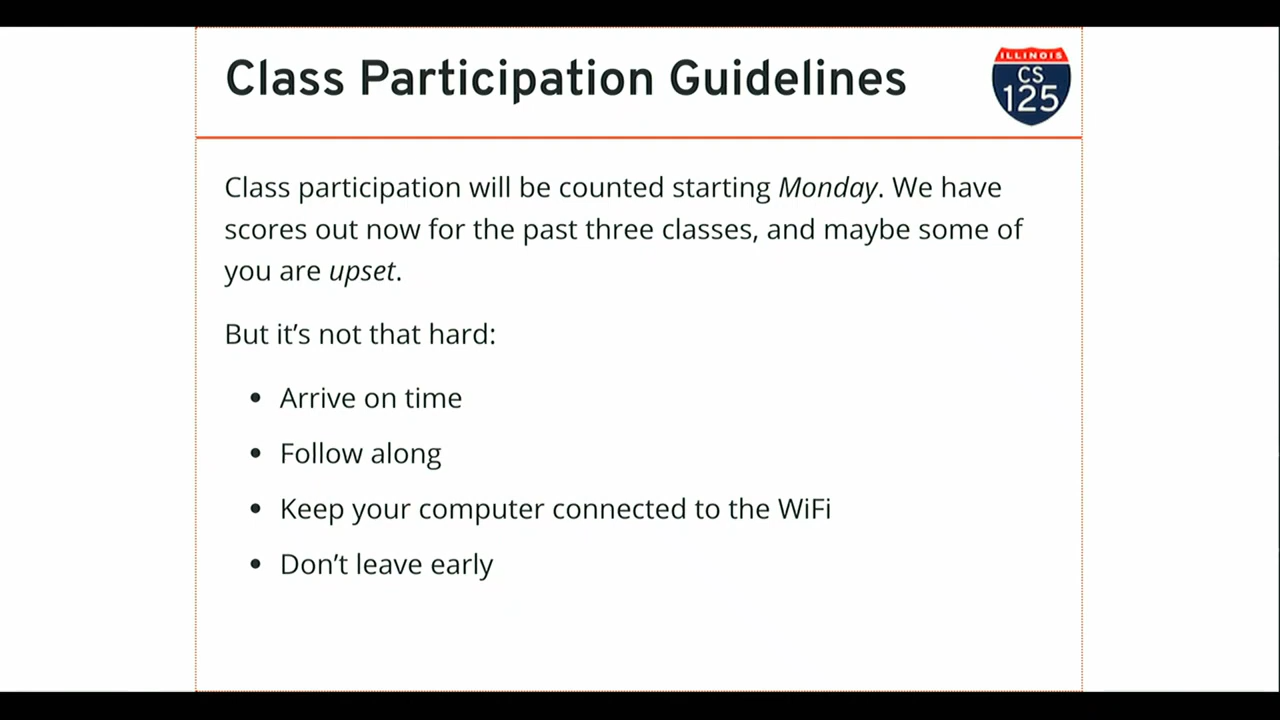 Class Participation Guidelines
ILLINOIS
CS
125
Class participation will be counted starting Monday. We have
scores out now for the past three classes, and maybe some of
you are upset.
But it’s not that hard:
• Arrive on time
• Follow along
• Keep your computer connected to the WiFi
• Don’t leave early